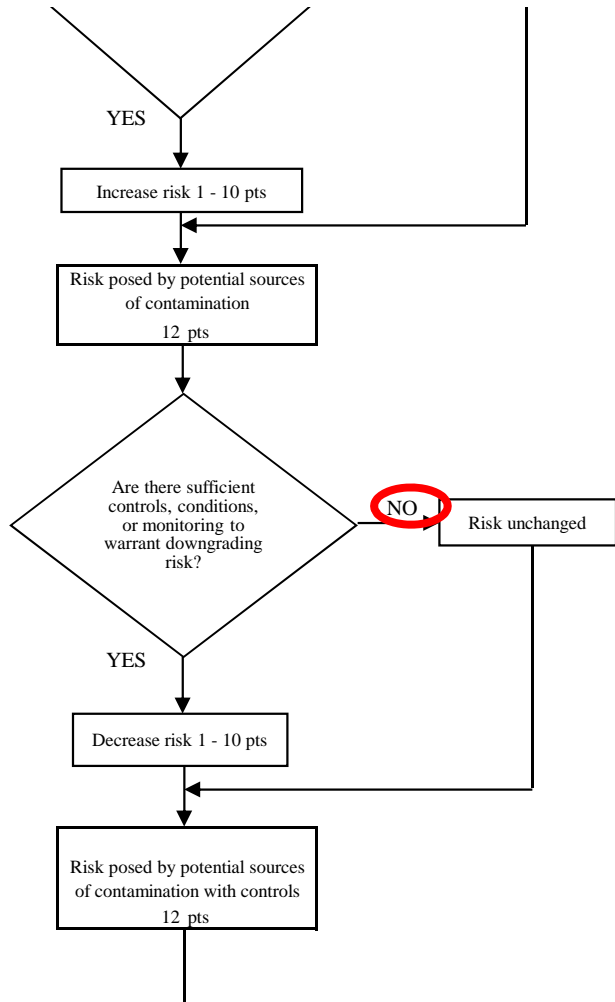 YES
Increase risk 1 - 10 pts
Risk posed by potential sources
of contamination
12 pts
Are there sufficient
controls, conditions,
or monitoring to
warrant downgrading
risk?
NO
Risk unchanged
YES
Decrease risk 1 - 10 pts
Risk posed by potential sources
of contamination with controls
12 pts